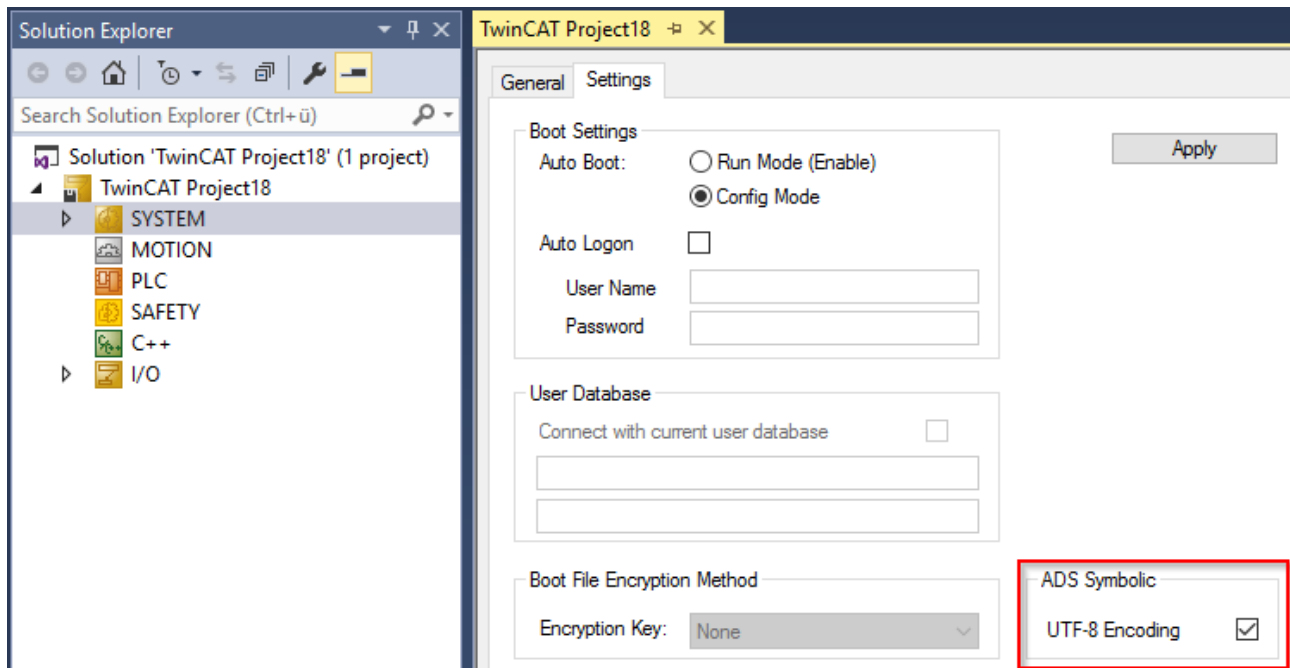 Solution Explorer
Search Solution Explorer (Ctrl+ü)
Solution 'TwinCAT Project18' (1 project)
TwinCAT Project18
SYSTEM
MOTION
PLC
SAFETY
C++
I/O
TwinCAT Project18
General
Settings
Boot Settings
Auto Boot:
Run Mode (Enable)
Config Mode
Apply
Auto Logon
User Name
Password
User Database
Connect with current user database
Boot File Encryption Method
Encryption Key:
None
ADS Symbolic
UTF-8 Encoding